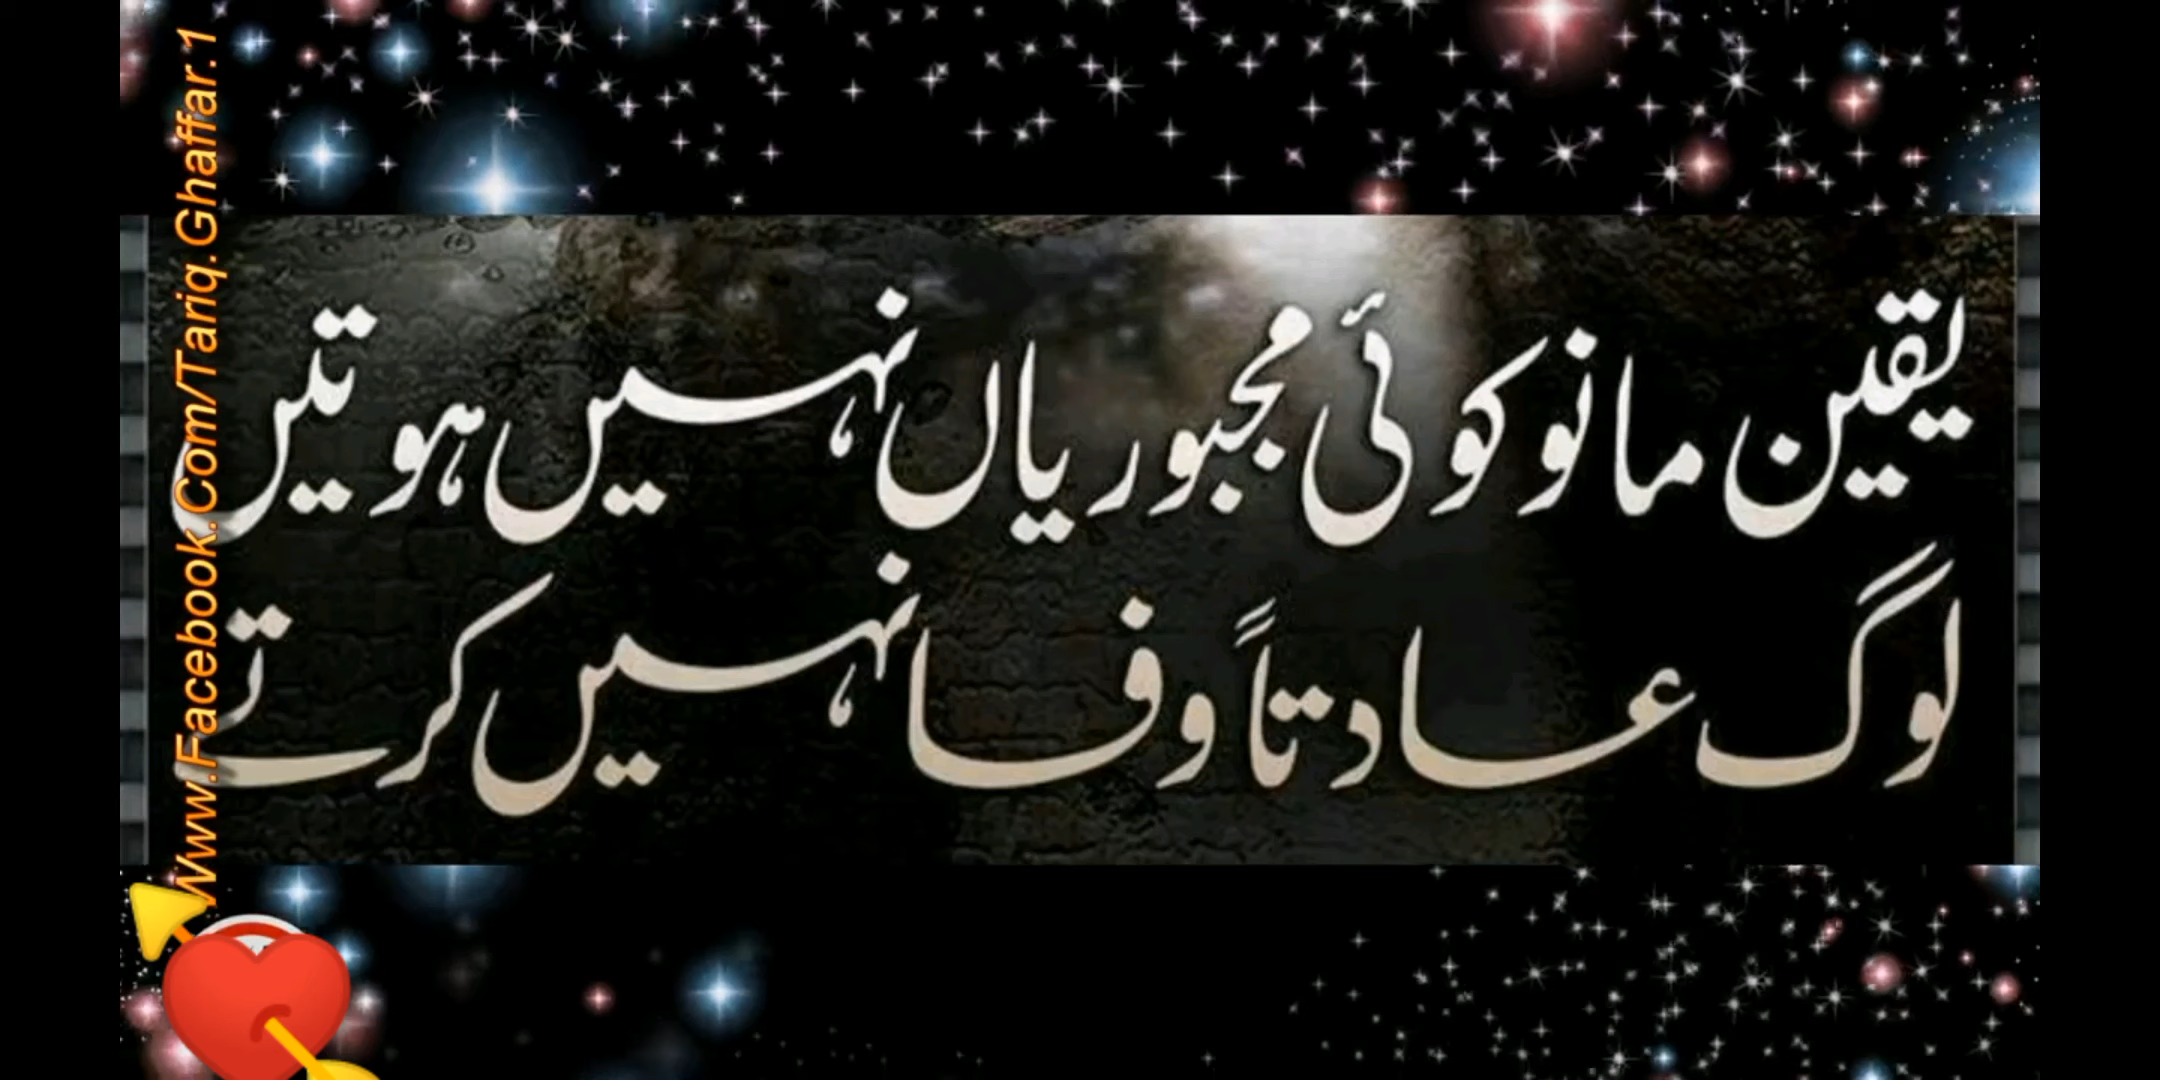 یقین مانو کوئی مجبوریاں نہیں ہوتیں
لوگ عادتاً وفا نہیں کرتے
Www.Facebook.Com/Tariq.Ghaffar.1